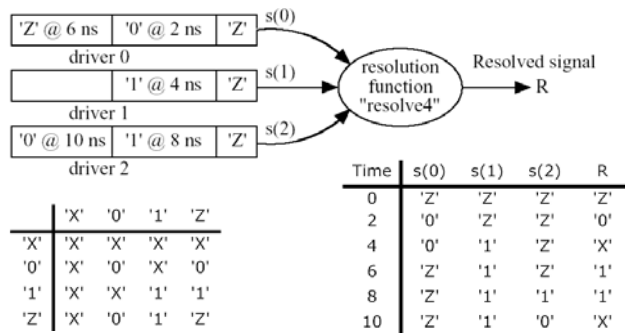 'Z' @ 6 ns '0' @ 2 ns 'Z' s(0)
driver 0
'1' @ 4 ns 'Z' s(1)
driver 1
'0' @ 10 ns '1' @ 8 ns 'Z' s(2)
driver 2
resolution
function
"resolve4"
Resolved signal
R
'X' '0' '1' 'Z'
'X' 'X' 'X' 'X' 'X'
'0' 'X' '0' 'X' '0'
'1' 'X' 'X' '1' '1'
'Z' 'X' '0' '1' 'Z'
Time s(0) s(1) s(2) R
0 'Z' 'Z' 'Z' 'Z'
2 '0' 'Z' 'Z' '0'
4 '0' '1' 'Z' 'X'
6 'Z' '1' 'Z' '1'
8 'Z' '1' '1' '1'
10 'Z' '1' '0' 'X'